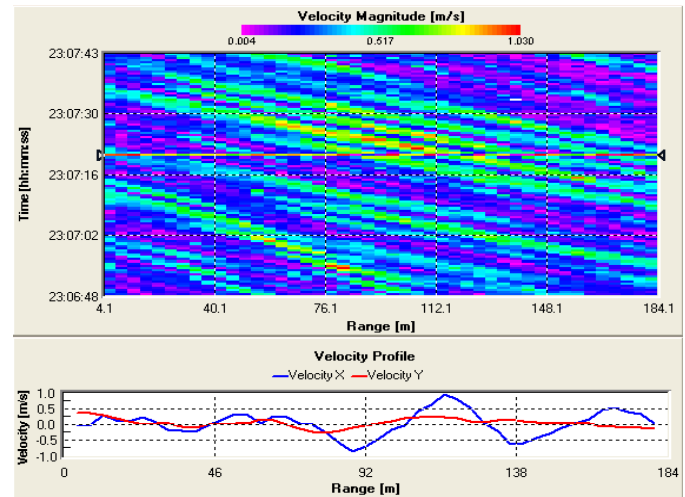 Velocity Magnitude [m/s]
0.004 0.517 1.030
23:07:43
23:07:30
23:07:16
23:07:02
23:06:48
Time [hh:mm:ss]
4.1 40.1 76.1 112.1 148.1 184.1
Range [m]
Velocity Profile
Velocity X Velocity Y
1.0
0.5
0.0
-0.5
-1.0
Velocity [m/s]
0 46 92 138 184
Range [m]